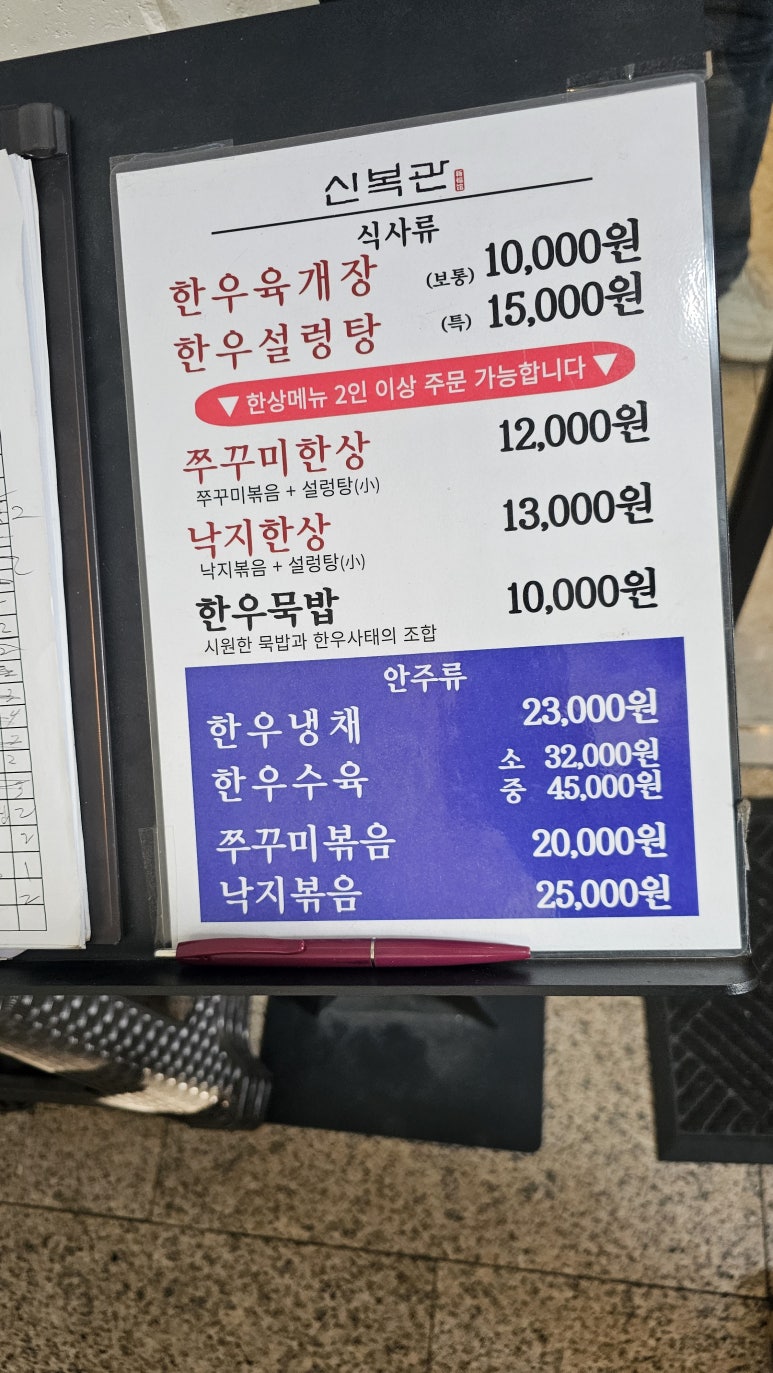 신복관
식사류
한우육개장 (보통) 10,000원
한우설렁탕 (특) 15,000원
▼ 한상메뉴 2인 이상 주문 가능합니다 ▼
쭈꾸미한상 12,000원
쭈꾸미볶음 + 설렁탕(小)
낙지한상 13,000원
낙지볶음 + 설렁탕(小)
한우묵밥 10,000원
시원한 묵밥과 한우사태의 조합
안주류
한우냉채 23,000원
한우수육 소 32,000원
중 45,000원
쭈꾸미볶음 20,000원
낙지볶음 25,000원